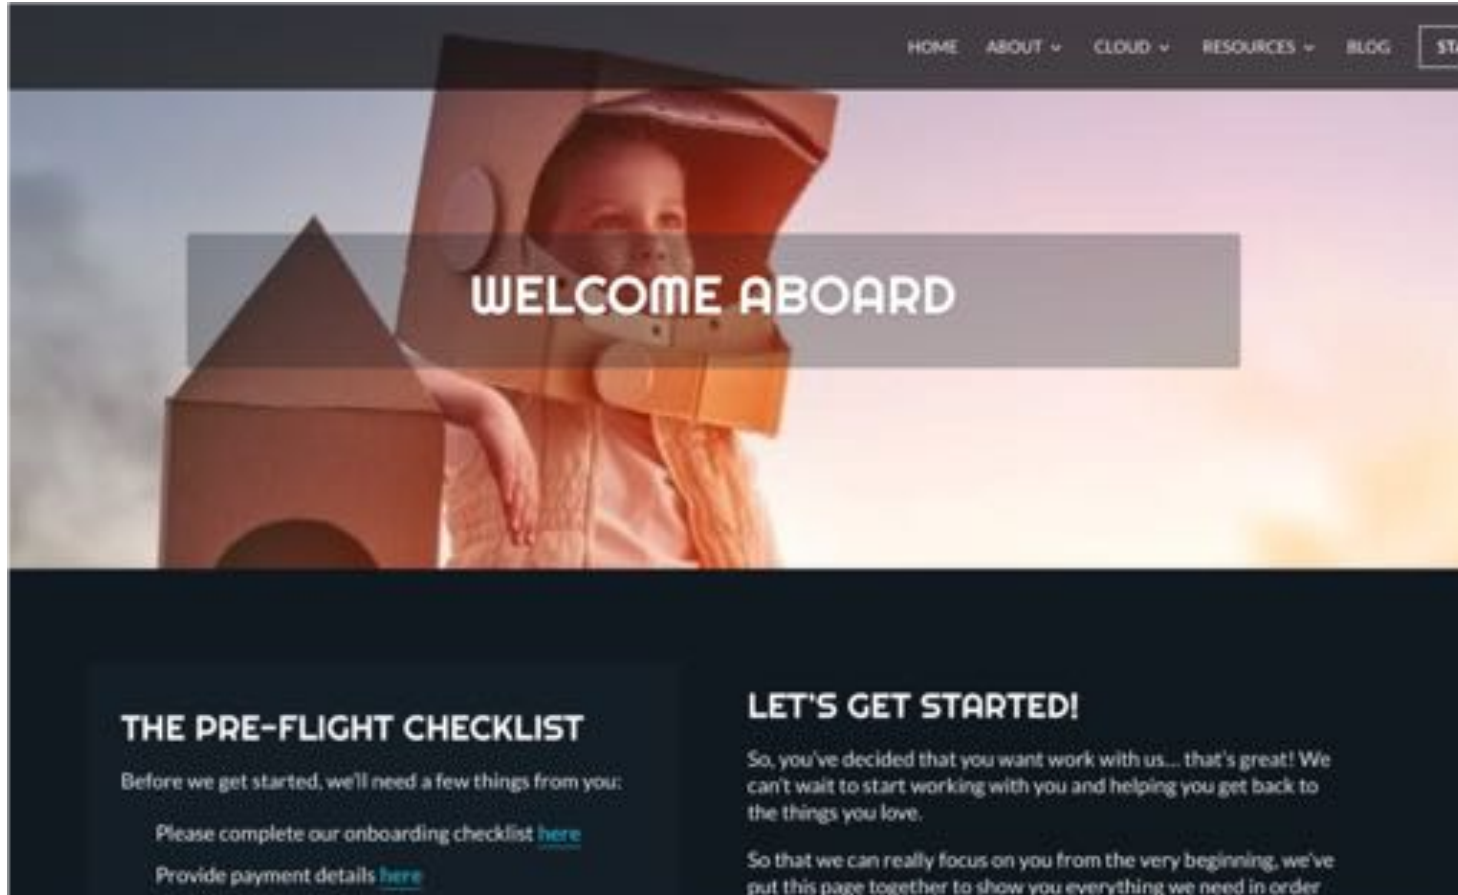 HOME ABOUT CLOUD RESOURCES BLOG
WELCOME ABOARD
THE PRE-FLIGHT CHECKLIST
Before we get started, we'll need a few things from you:
Please complete our onboarding checklist here
Provide payment details here
LET'S GET STARTED!
So, you've decided that you want work with us... that's great! We
can't wait to start working with you and helping you get back to
the things you love.
So that we can really focus on you from the very beginning, we've
put this page together to show you everything we need in order